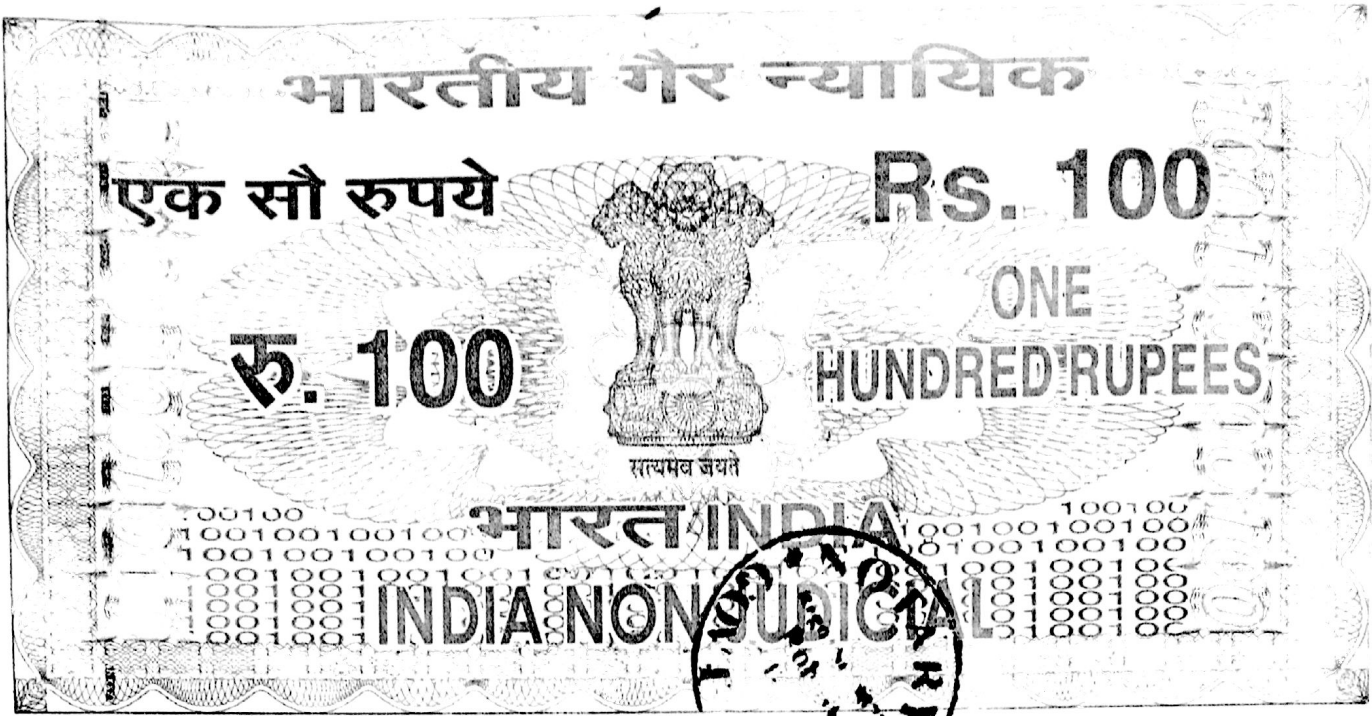 भारतीय गैर न्यायिक
एक सौ रुपये
Rs. 100
रु. 100
ONE
HUNDRED RUPEES
सत्यमेव जयते
भारत INDIA
INDIA NON JUDICIAL